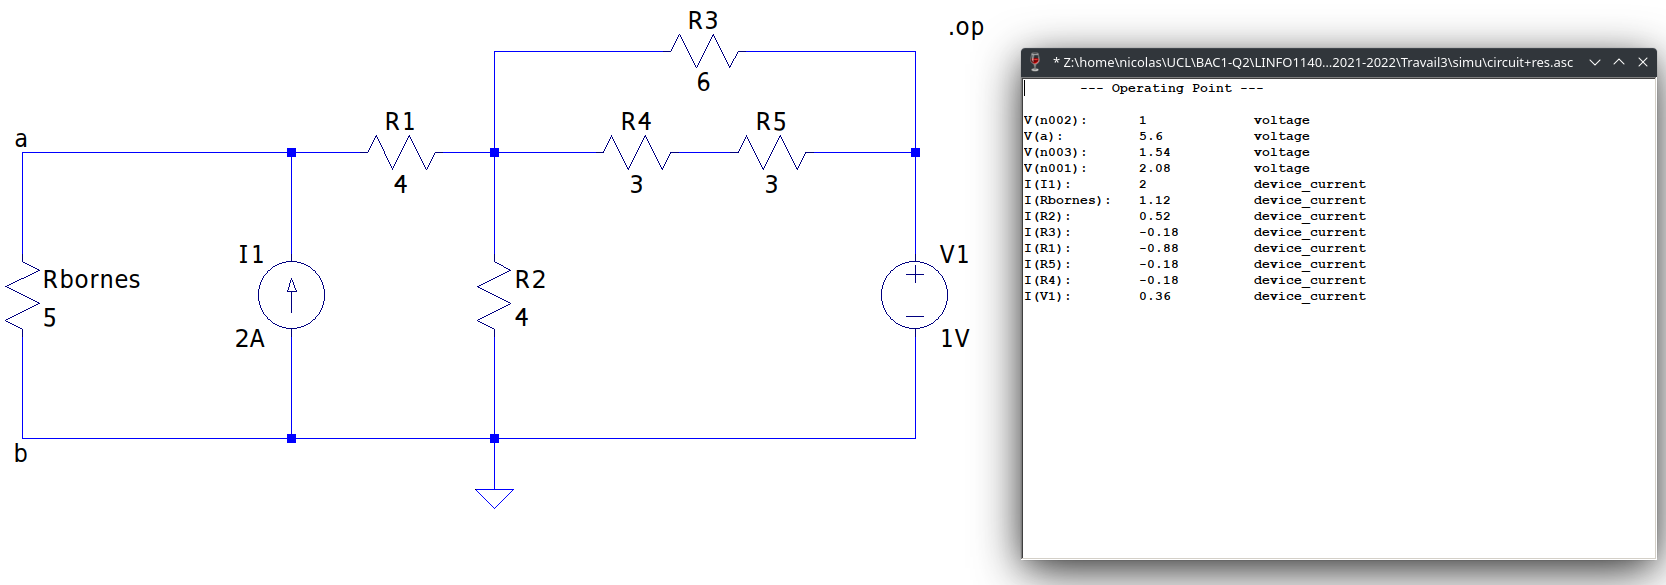 R3
6
.op
R1
4
R4
3
R5
3
a
Rbornes
5
I1
2A
R2
4
V1
1V
b
* Z:\home\nicolas\UCL\BAC1-Q2\LINFO1140...2021-2022\Travail3\simu\circuit+res.asc
--- Operating Point ---
V(n002): 1 voltage
V(a): 5.6 voltage
V(n003): 1.54 voltage
V(n001): 2.08 voltage
I(I1): 2 device_current
I(Rbornes): 1.12 device_current
I(R2): 0.52 device_current
I(R3): -0.18 device_current
I(R1): -0.88 device_current
I(R5): -0.18 device_current
I(R4): -0.18 device_current
I(V1): 0.36 device_current